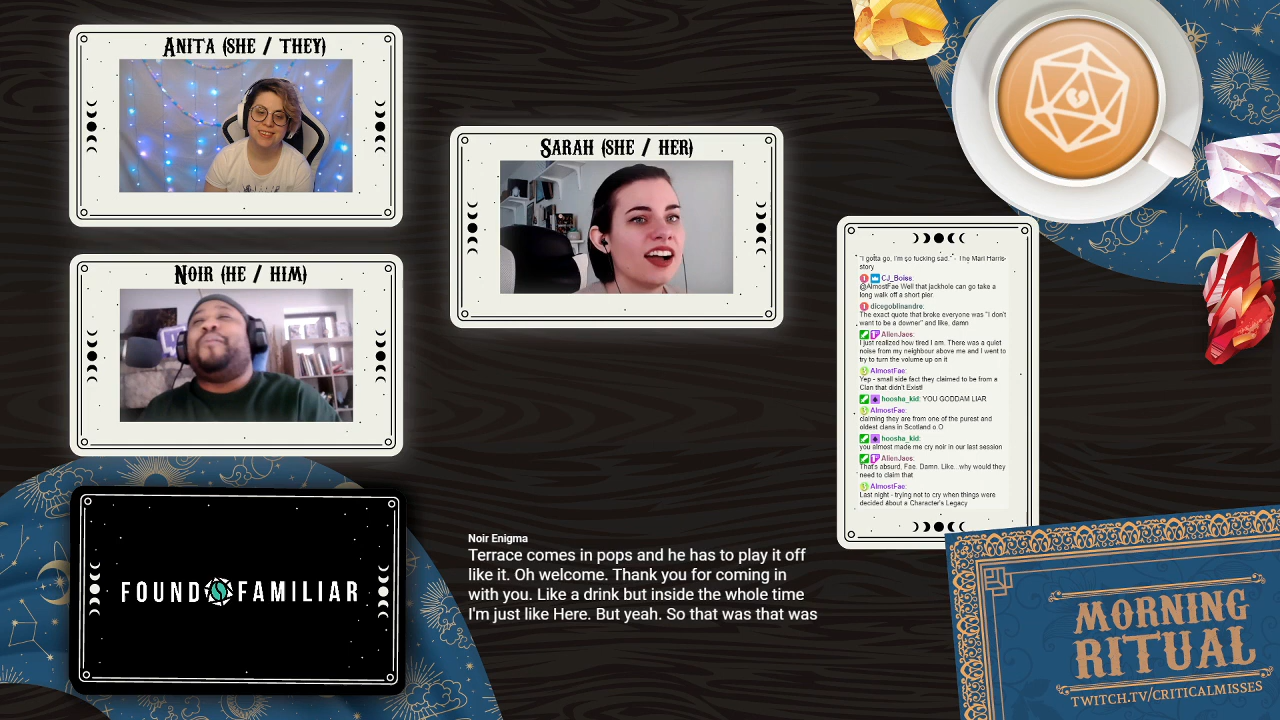 ANITA (SHE / THEY)
SARAH (SHE / HER)
NOIR (HE / HIM)
"I gotta go, I'm so fucking sad." - The Mari Harris-
story
CJ_Boiss:
@AlmostFae Well that jackhole can go take a
long walk off a short pier
dicegoblinandre:
The exact quote that broke everyone was "I don't
want to be a downer" and like, damn
AllenJaos:
I just realized how tired I am. There was a quiet
noise from my neighbour above me and I went to
try to turn the volume up on it
AlmostFae:
Yep - small side fact they claimed to be from a
Clan that didn't Exist!
hoosha_kid: YOU GODDAM LIAR
AlmostFae:
claiming they are from one of the purest and
oldest clans in Scotland o O
hoosha_kid:
you almost made me cry noir in our last session
AllenJaos:
That's absurd, Fae. Damn. Like.. why would they
need to claim that
AlmostFae:
Last night - trying not to cry when things were
decided about a Character's Legacy
FOUND FAMILIAR
Noir Enigma
Terrace comes in pops and he has to play it off
like it. Oh welcome. Thank you for coming in
with you. Like a drink but inside the whole time
I'm just like Here. But yeah. So that was that was
MORNING
RITUAL
TWITCH.TV/CRITICALMISSES